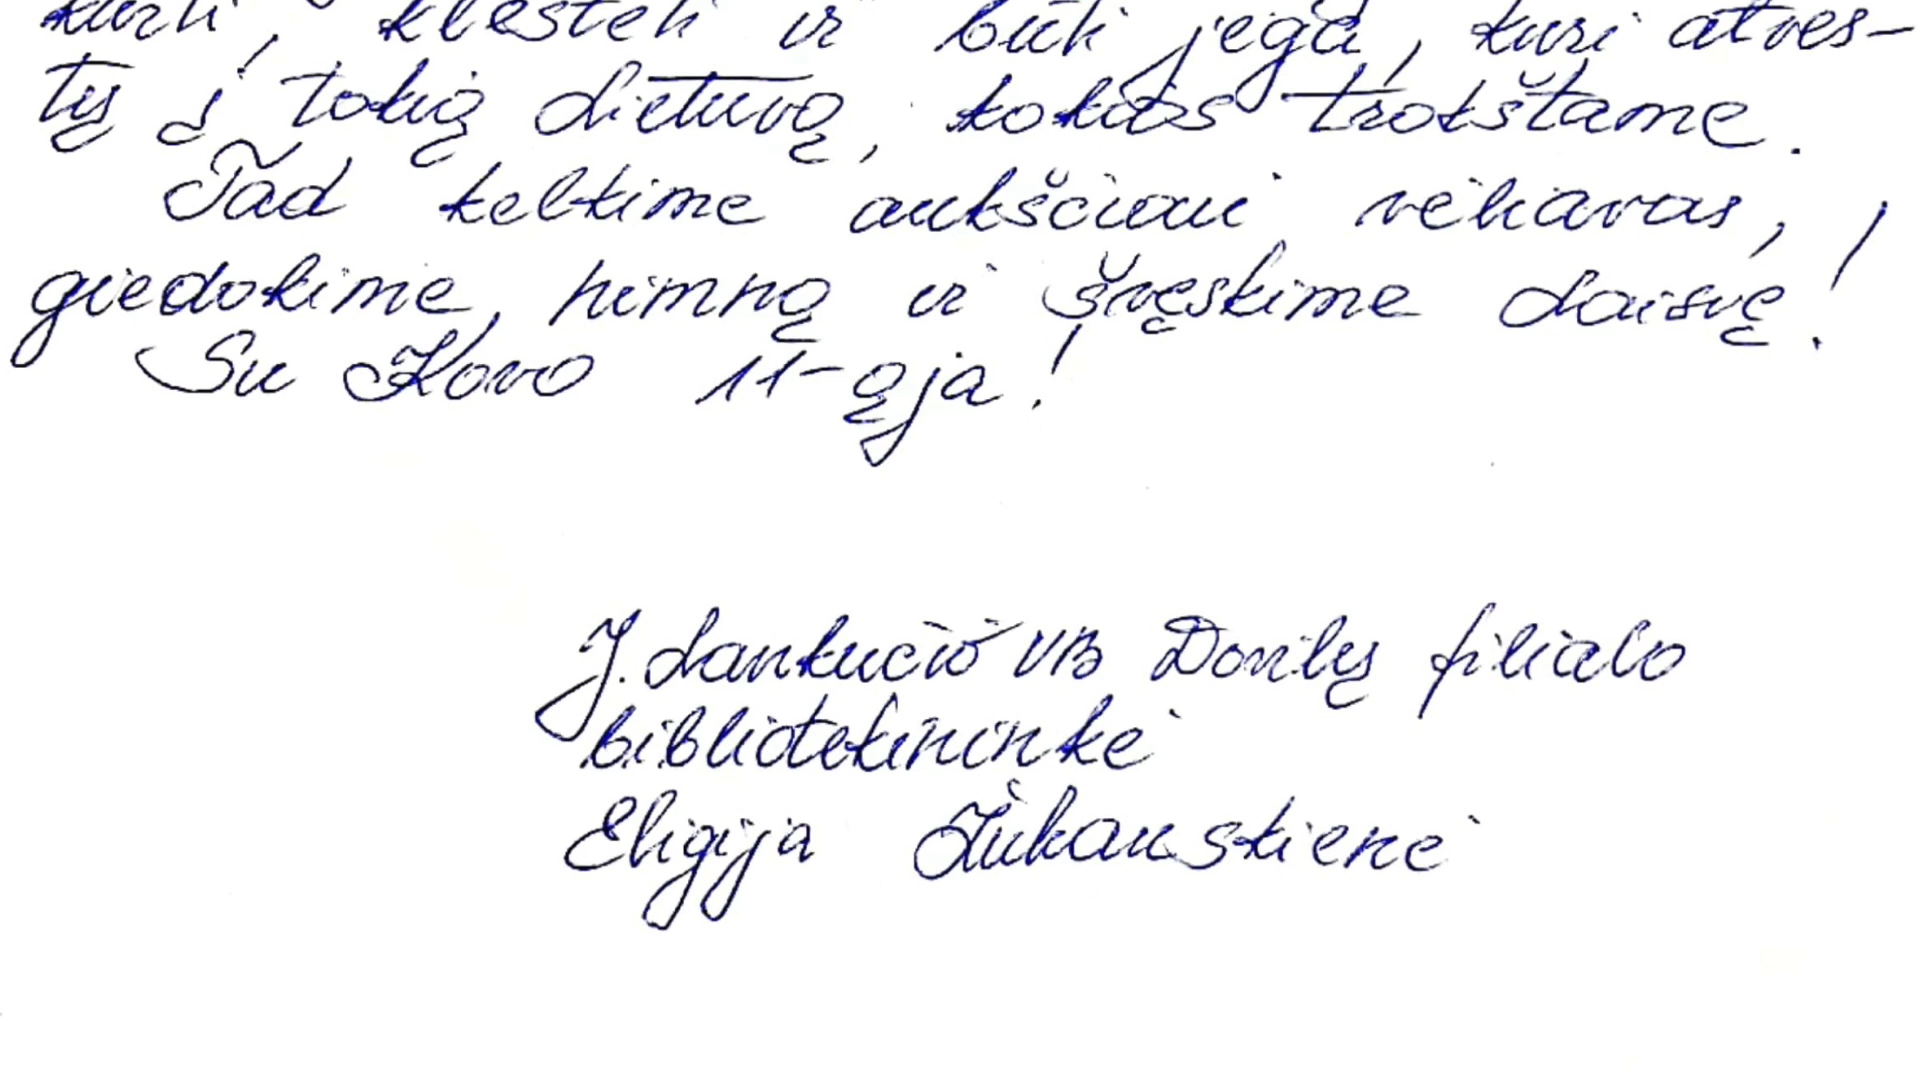 kurti, klestėti ir būti jėga, kuri atves-
tų į tokią Lietuvą, kokios trokštame.
Tad kelkime aukščiau vėliavas,
giedokime himną ir švęskime laisvę!
Su Kovo 11-ąja!
J. Lankučio VB Dovilų filialo
bibliotekininkė
Eligija Lukauskienė